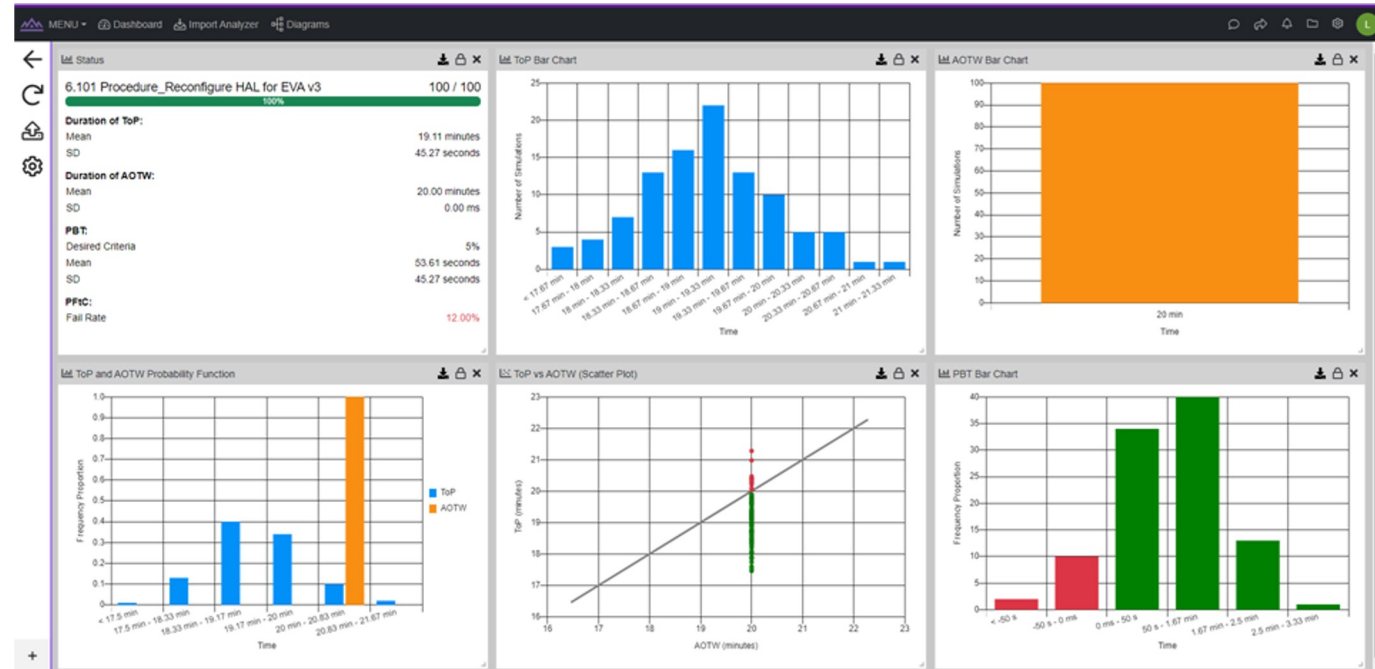 MENU Dashboard Import Analyzer Diagrams L
Status
6.101 Procedure_Reconfigure HAL for EVA v3 100 / 100
100%
Duration of ToP:
Mean 19.11 minutes
SD 45.27 seconds
Duration of AOTW:
Mean 20.00 minutes
SD 0.00 ms
PBT:
Desired Criteria 5%
Mean 53.61 seconds
SD 45.27 seconds
PFtC:
Fail Rate 12.00%
ToP Bar Chart
Number of Simulations
25
20
15
10
5
0
< 17.67 min
17.67 min - 18 min
18 min - 18.33 min
18.33 min - 18.67 min
18.67 min - 19 min
19 min - 19.33 min
19.33 min - 19.67 min
19.67 min - 20 min
20 min - 20.33 min
20.33 min - 20.67 min
20.67 min - 21 min
21 min - 21.33 min
Time
AOTW Bar Chart
Number of Simulations
100
90
80
70
60
50
40
30
20
10
0
20 min
Time
ToP and AOTW Probability Function
Frequency Proportion
1.0
0.9
0.8
0.7
0.6
0.5
0.4
0.3
0.2
0.1
0
< 17.5 min
17.5 min - 18.33 min
18.33 min - 19.17 min
19.17 min - 20 min
20 min - 20.83 min
20.83 min - 21.67 min
Time
ToP
AOTW
ToP vs AOTW (Scatter Plot)
ToP (minutes)
23
22
21
20
19
18
17
16
16 17 18 19 20 21 22 23
AOTW (minutes)
PBT Bar Chart
Frequency Proportion
40
35
30
25
20
15
10
5
0
< -50 s
-50 s - 0 ms
0 ms - 50 s
50 s - 1.67 min
1.67 min - 2.5 min
2.5 min - 3.33 min
Time